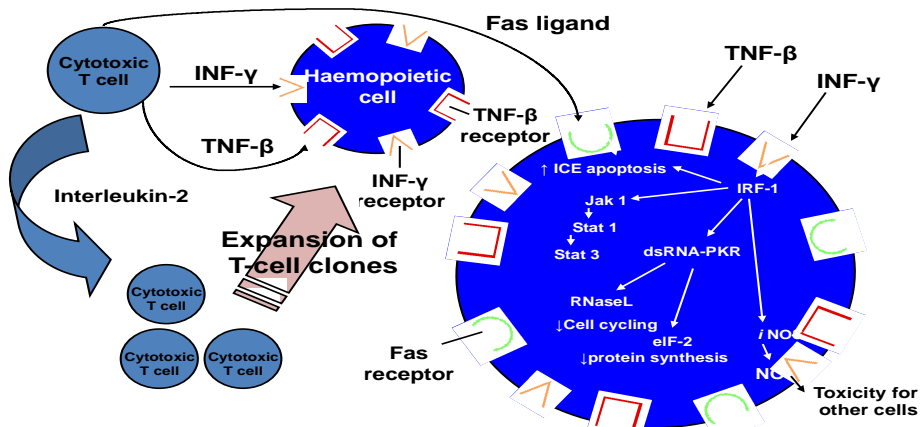 Fas ligand
Cytotoxic
T cell
INF-γ
Haemopoietic
cell
TNF-β
INF-γ
TNF-β
receptor
TNF-β
INF-γ
receptor
Interleukin-2
Expansion of
T-cell clones
Cytotoxic
T cell
Cytotoxic
T cell
Cytotoxic
T cell
↑ ICE apoptosis
IRF-1
Jak 1
Stat 1
Stat 3
dsRNA-PKR
RNaseL
↓Cell cycling
eIF-2
↓protein synthesis
i NO
NO
Fas
receptor
Toxicity for
other cells